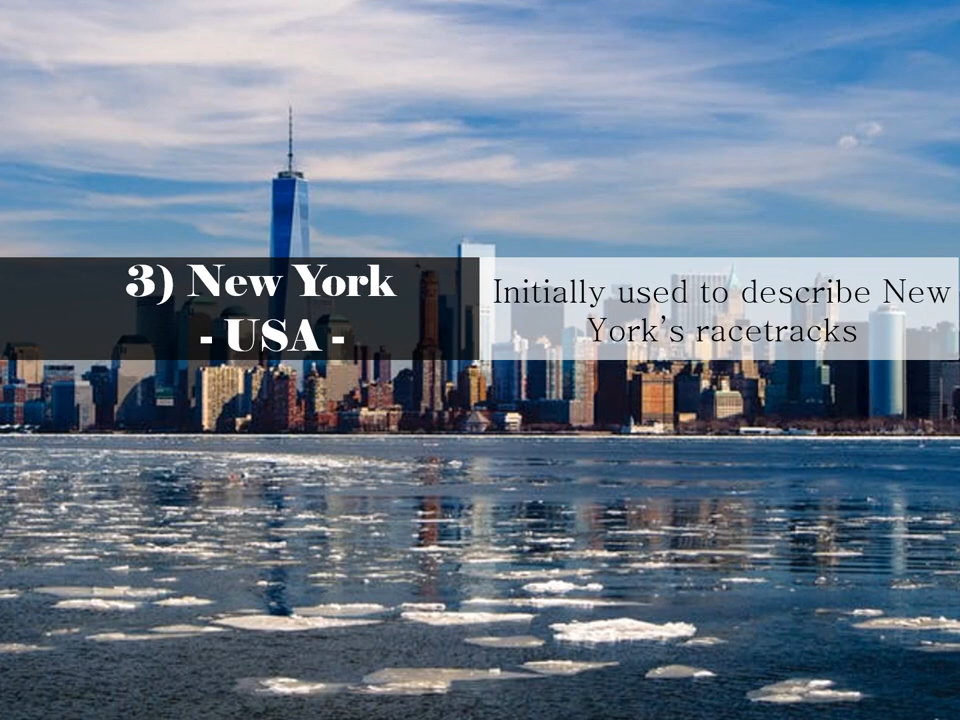 3) New York
- USA -
Initially used to describe New
York’s racetracks